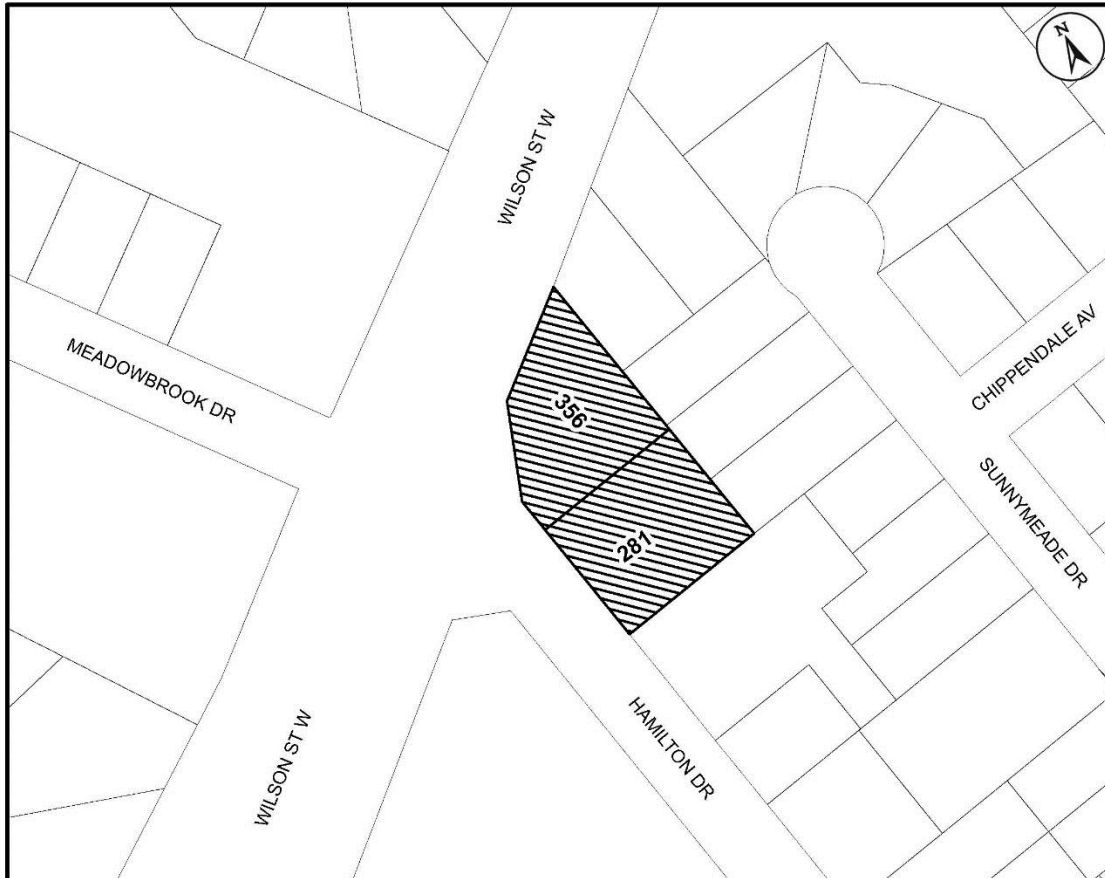 N
WILSON ST W
MEADOWBROOK DR
356
CHIPPENDALE AV
281
SUNNYMEADE DR
HAMILTON DR
WILSON ST W